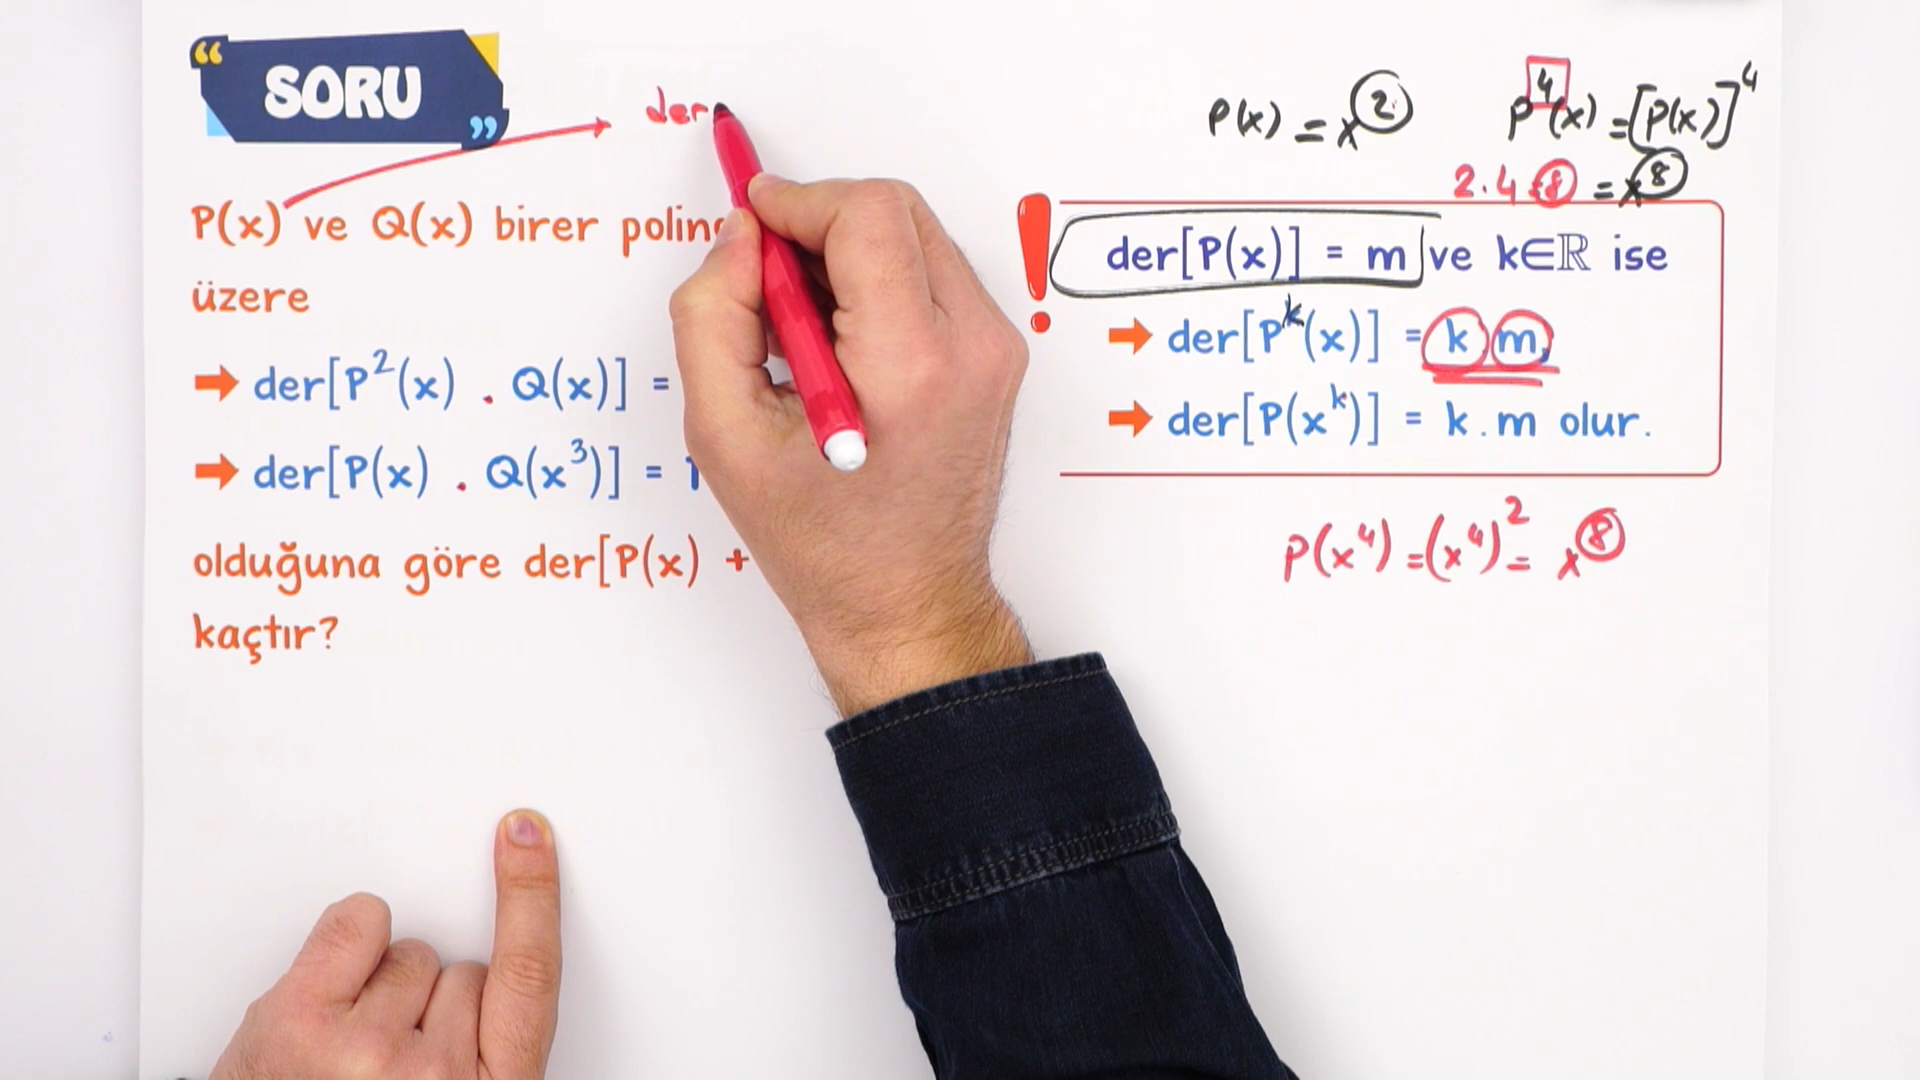 “ SORU ”
der
P(x) = x²
P⁴(x) = [P(x)]⁴
2.4 = 8 = x⁸
P(x) ve Q(x) birer
üzere
➡ der[P²(x) . Q(x)] =
➡ der[P(x) . Q(x³)] =
olduğuna göre der[P(x) +
kaçtır?
! der[P(x)] = m ve k∈ℝ ise
➡ der[Pᵏ(x)] = k.m,
➡ der[P(xᵏ)] = k.m olur.
P(x⁴) = (x⁴)² = x⁸